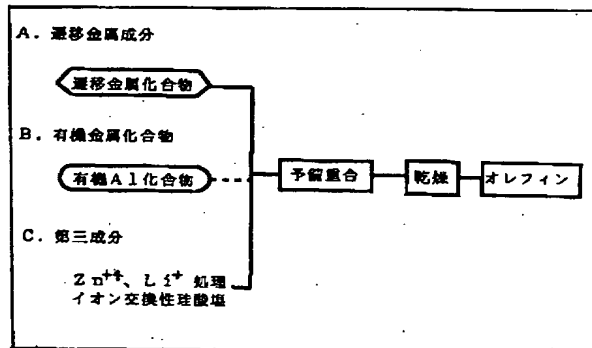 A．遷移金属成分
遷移金属化合物
B．有機金属化合物
有機Al化合物
予備重合
乾燥
オレフィン
C．第三成分
Zn⁺⁺、Li⁺ 処理
イオン交換性珪酸塩